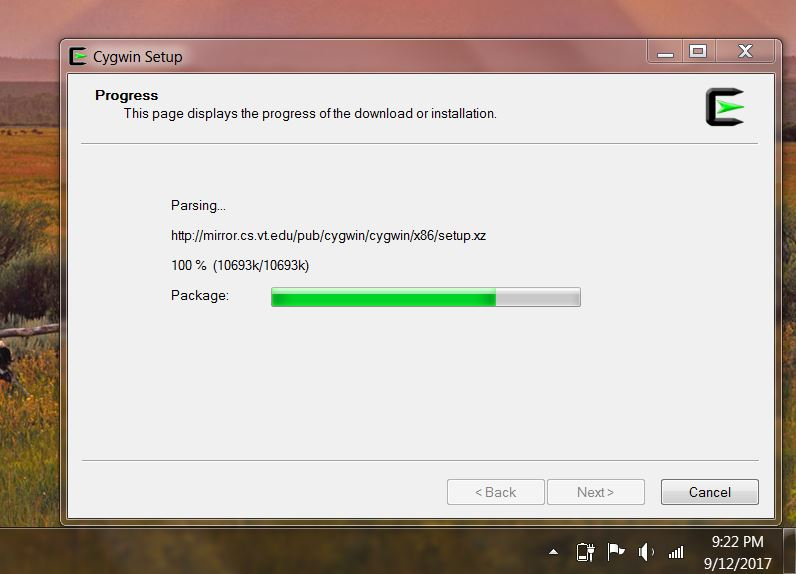 Cygwin Setup
Progress
This page displays the progress of the download or installation.
Parsing...
http://mirror.cs.vt.edu/pub/cygwin/cygwin/x86/setup.xz
100 % (10693k/10693k)
Package:
< Back
Next >
Cancel
9:22 PM
9/12/2017